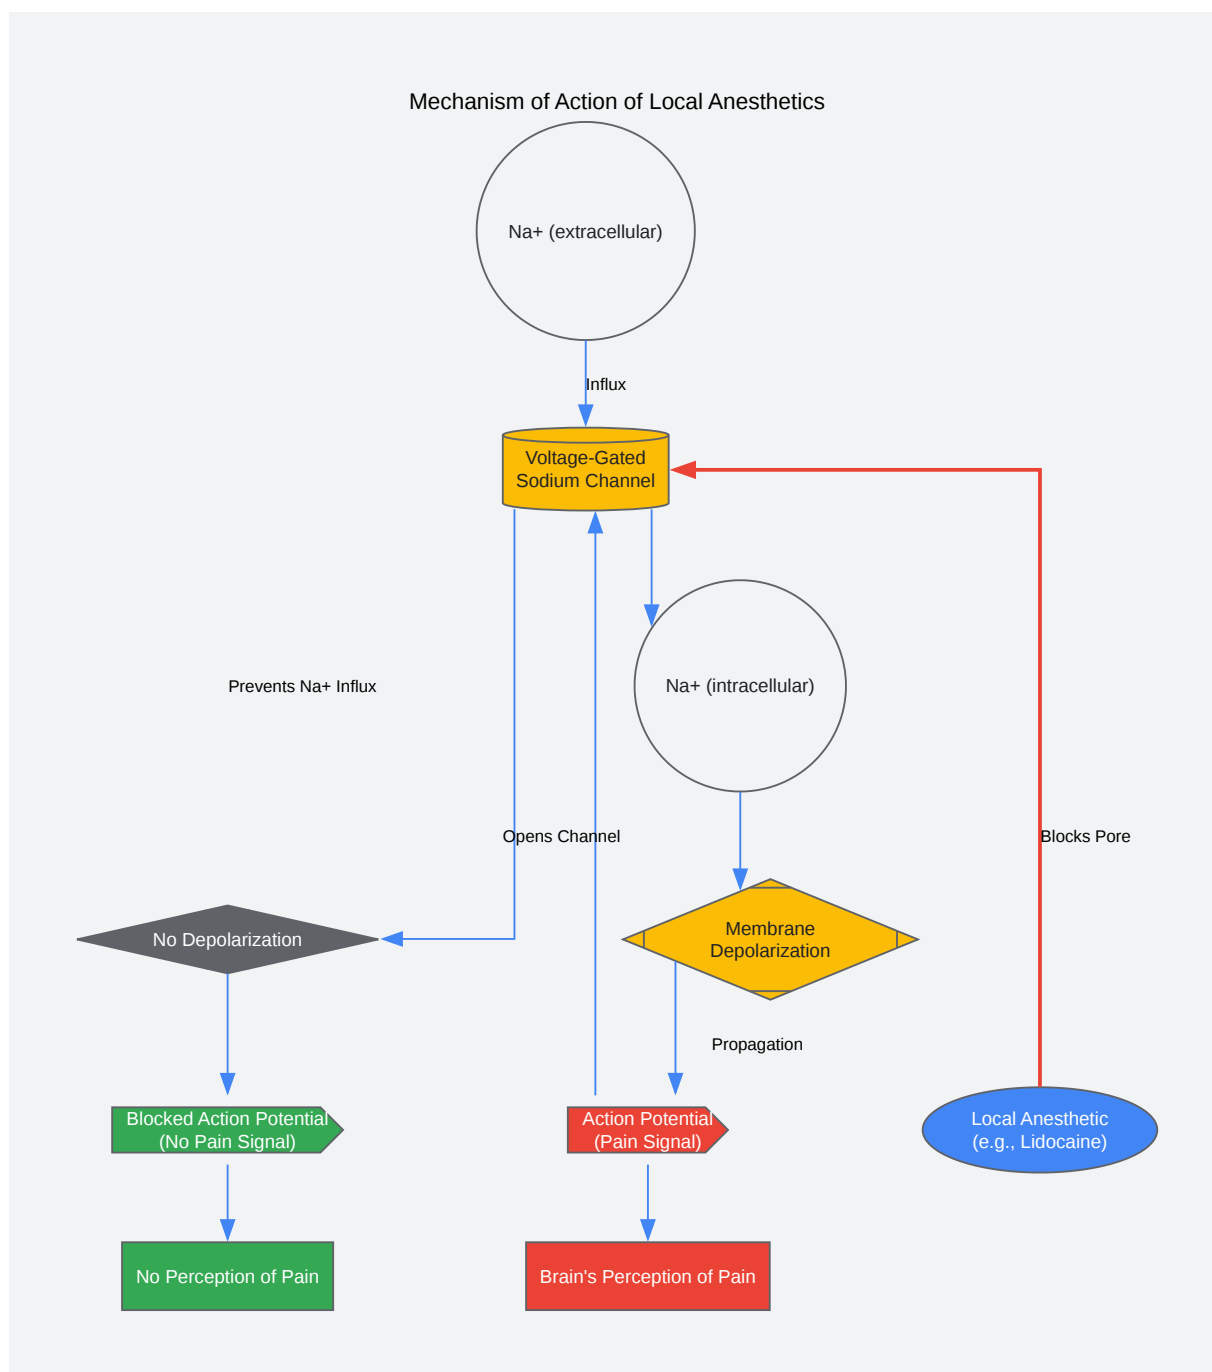 Mechanism of Action of Local Anesthetics
Na+ (extracellular)
Influx
Voltage-Gated
Sodium Channel
Prevents Na+ Influx
Na+ (intracellular)
Opens Channel
Blocks Pore
No Depolarization
Membrane
Depolarization
Propagation
Blocked Action Potential
(No Pain Signal)
Action Potential
(Pain Signal)
Local Anesthetic
(e.g., Lidocaine)
No Perception of Pain
Brain's Perception of Pain